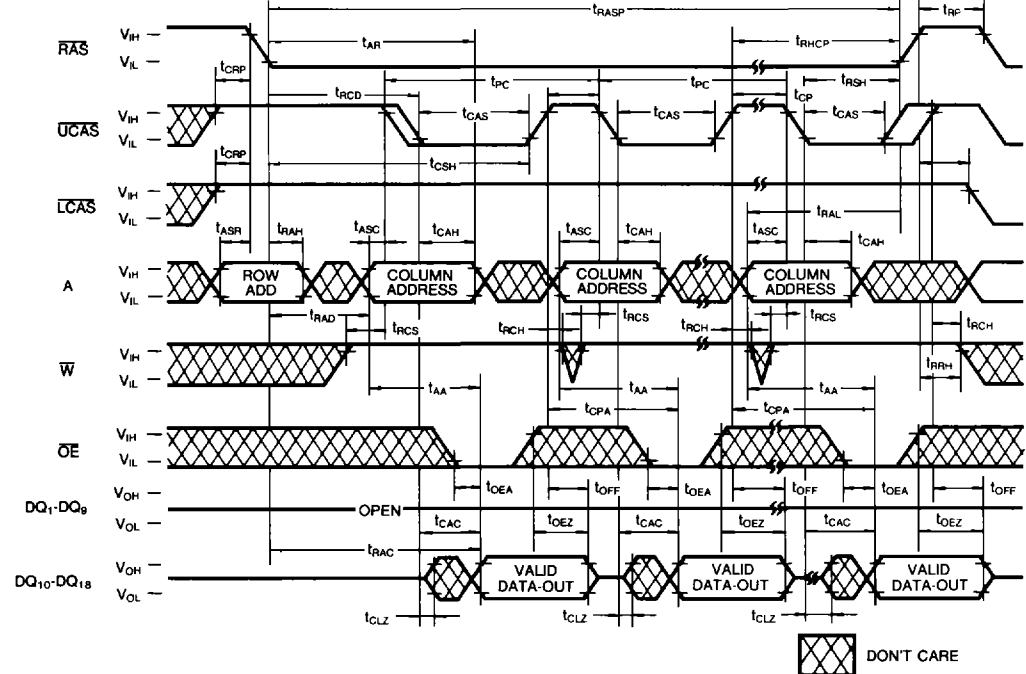 tRASP tRP
RAS VIH tAR tRHCP
VIL
tCRP tPC tPC tRSH
tRCD tCP
UCAS VIH tCAS tCAS tCAS
VIL
tCRP tCSH
LCAS VIH
VIL tRAL
tASR tRAH tASC tCAH tASC tCAH tASC tCAH
A VIH ROW ADD COLUMN ADDRESS COLUMN ADDRESS COLUMN ADDRESS
VIL
tRAD tRCS tRCH tRCS tRCH tRCS tRCH
W VIH
VIL tAA tAA tAA tRRH
tCPA tCPA
OE VIH
VIL
tOEA tOFF tOEA tOFF tOEA tOFF
DQ1-DQ9 VOH OPEN
VOL tCAC tOEZ tCAC tOEZ tCAC tOEZ
tRAC
DQ10-DQ18 VOH VALID DATA-OUT VALID DATA-OUT VALID DATA-OUT
VOL
tCLZ tCLZ tCLZ
DON'T CARE